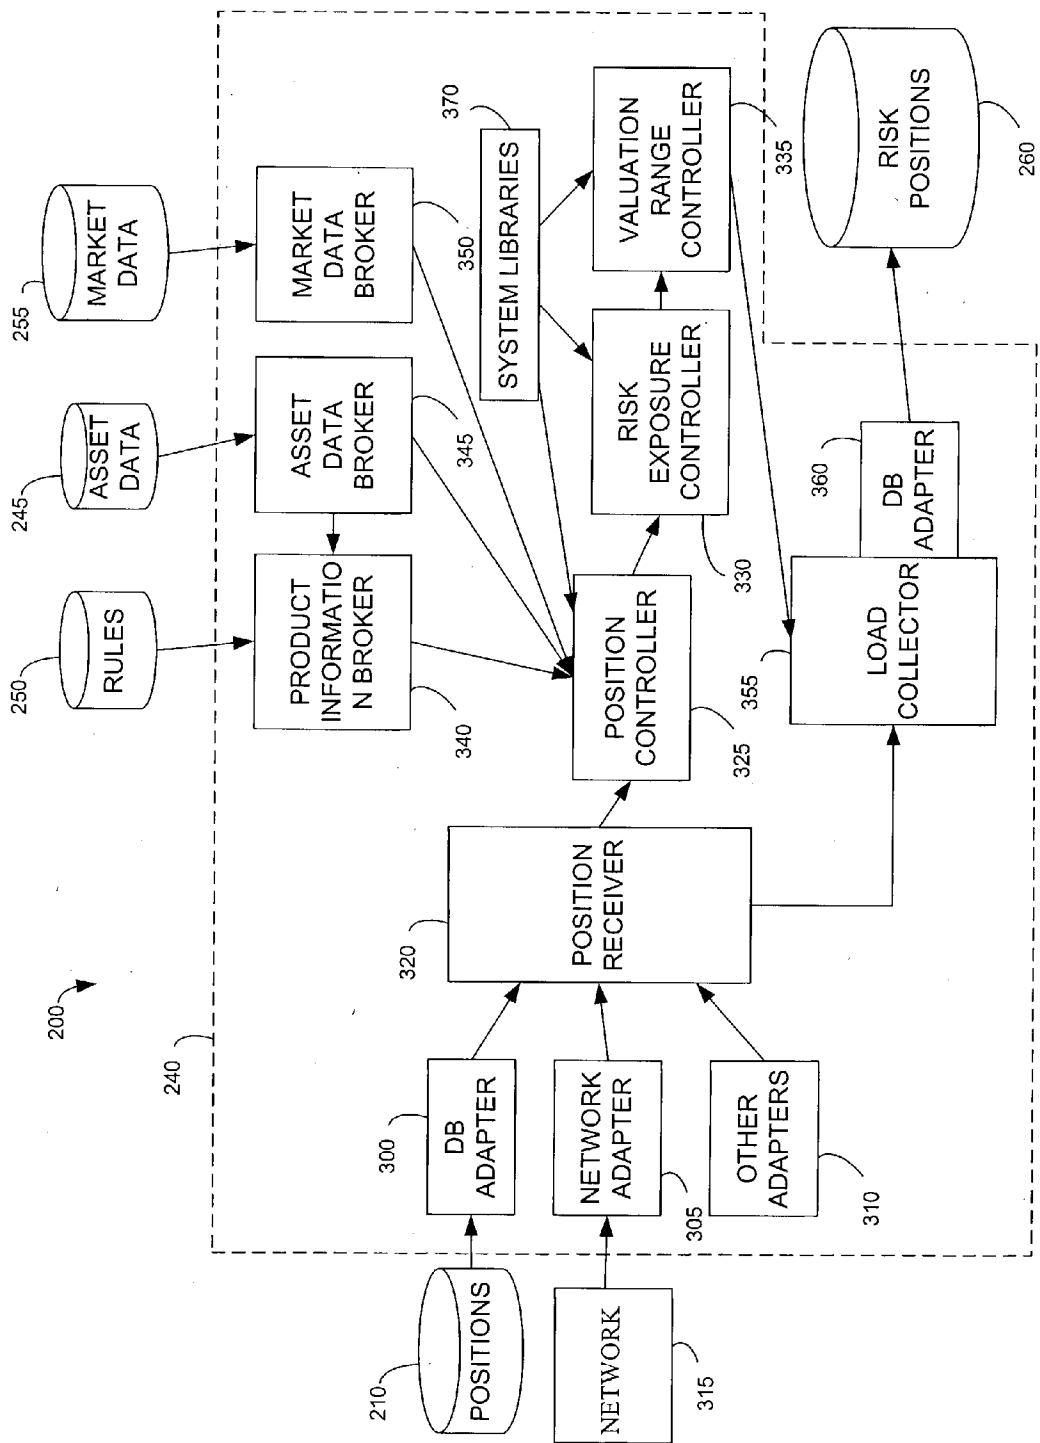 200
240
250
RULES
245
ASSET
DATA
255
MARKET
DATA
PRODUCT
INFORMATIO
N BROKER
340
ASSET
DATA
BROKER
345
MARKET
DATA
BROKER
350
SYSTEM LIBRARIES
370
210
POSITIONS
300
DB
ADAPTER
NETWORK
315
NETWORK
ADAPTER
305
OTHER
ADAPTERS
310
320
POSITION
RECEIVER
POSITION
CONTROLLER
325
RISK
EXPOSURE
CONTROLLER
330
VALUATION
RANGE
CONTROLLER
335
355
LOAD
COLLECTOR
360
DB
ADAPTER
RISK
POSITIONS
260